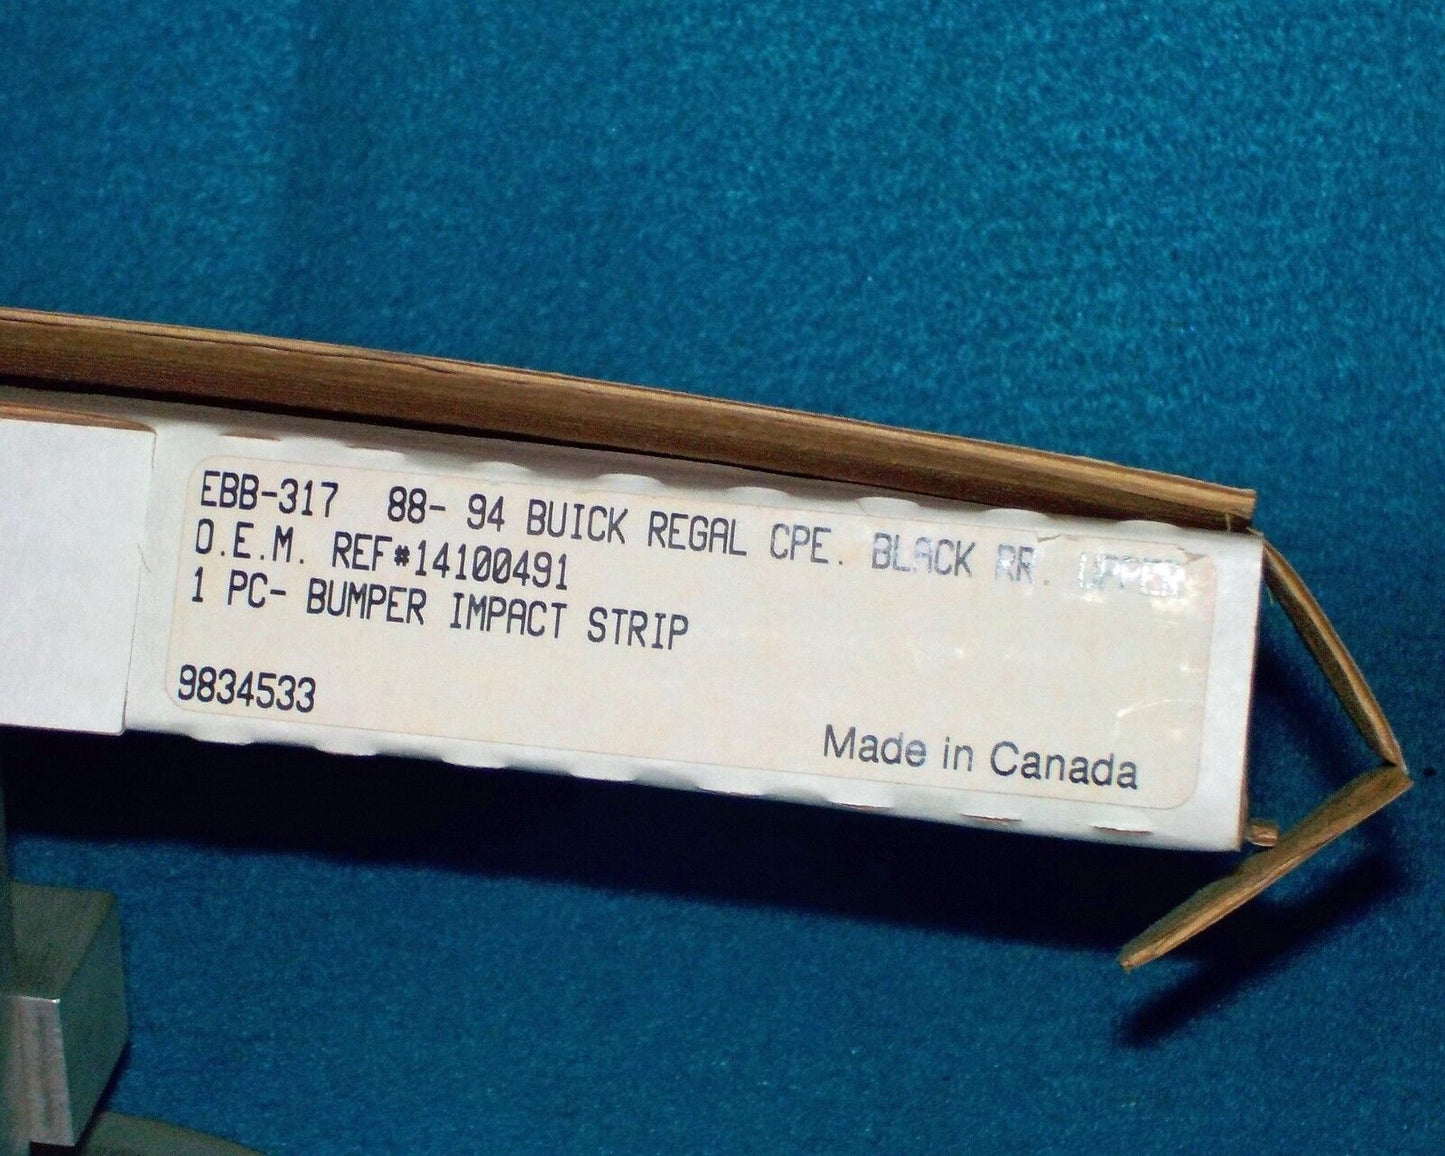 EBB-317 88- 94 BUICK REGAL CPE. BLACK RR. UPPER
O.E.M. REF#14100491
1 PC- BUMPER IMPACT STRIP
9834533
Made in Canada